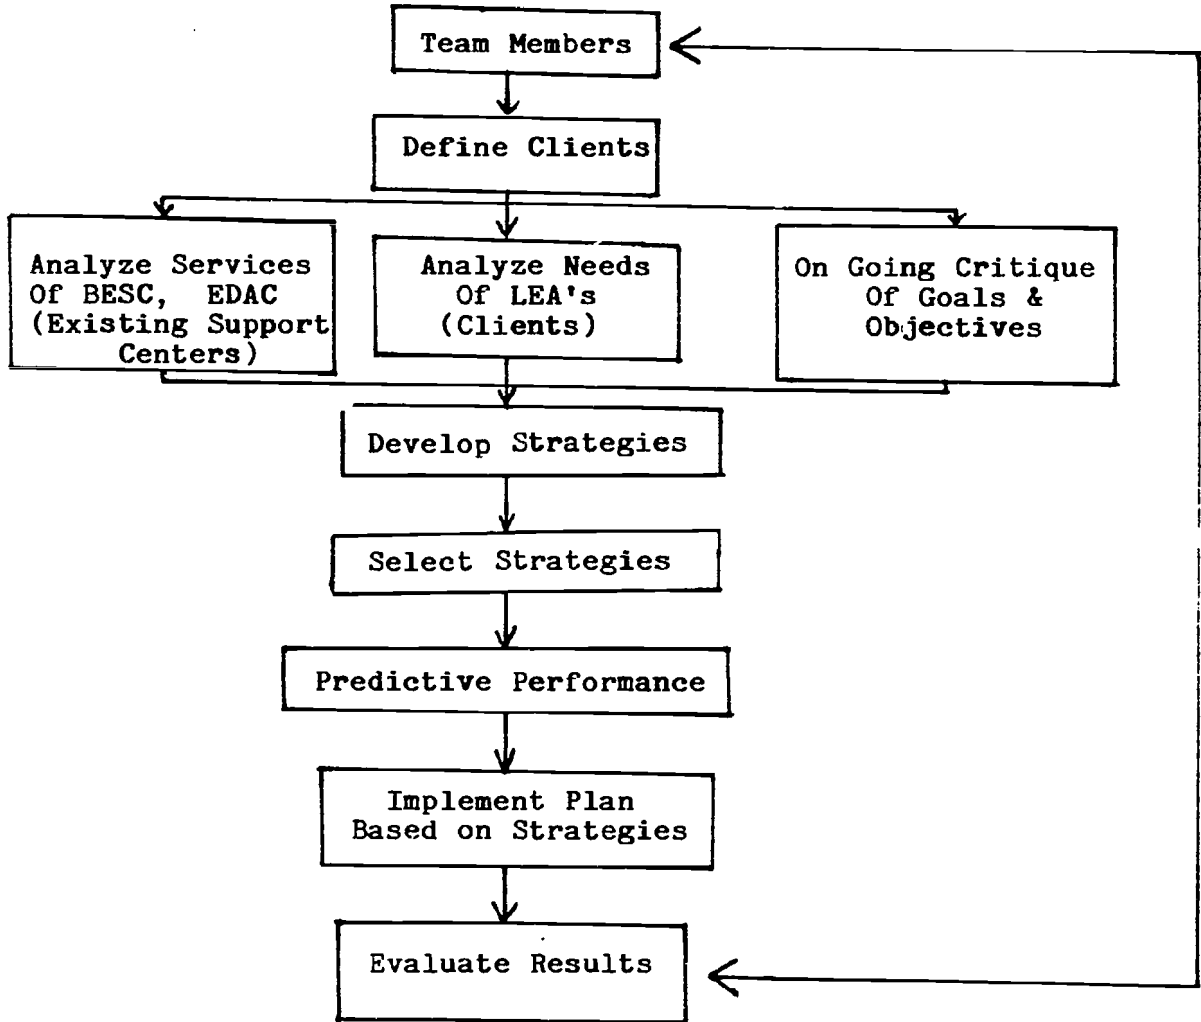 Team Members
Define Clients
Analyze Services
Of BESC, EDAC
(Existing Support
Centers)
Analyze Needs
Of LEA's
(Clients)
On Going Critique
Of Goals &
Objectives
Develop Strategies
Select Strategies
Predictive Performance
Implement Plan
Based on Strategies
Evaluate Results